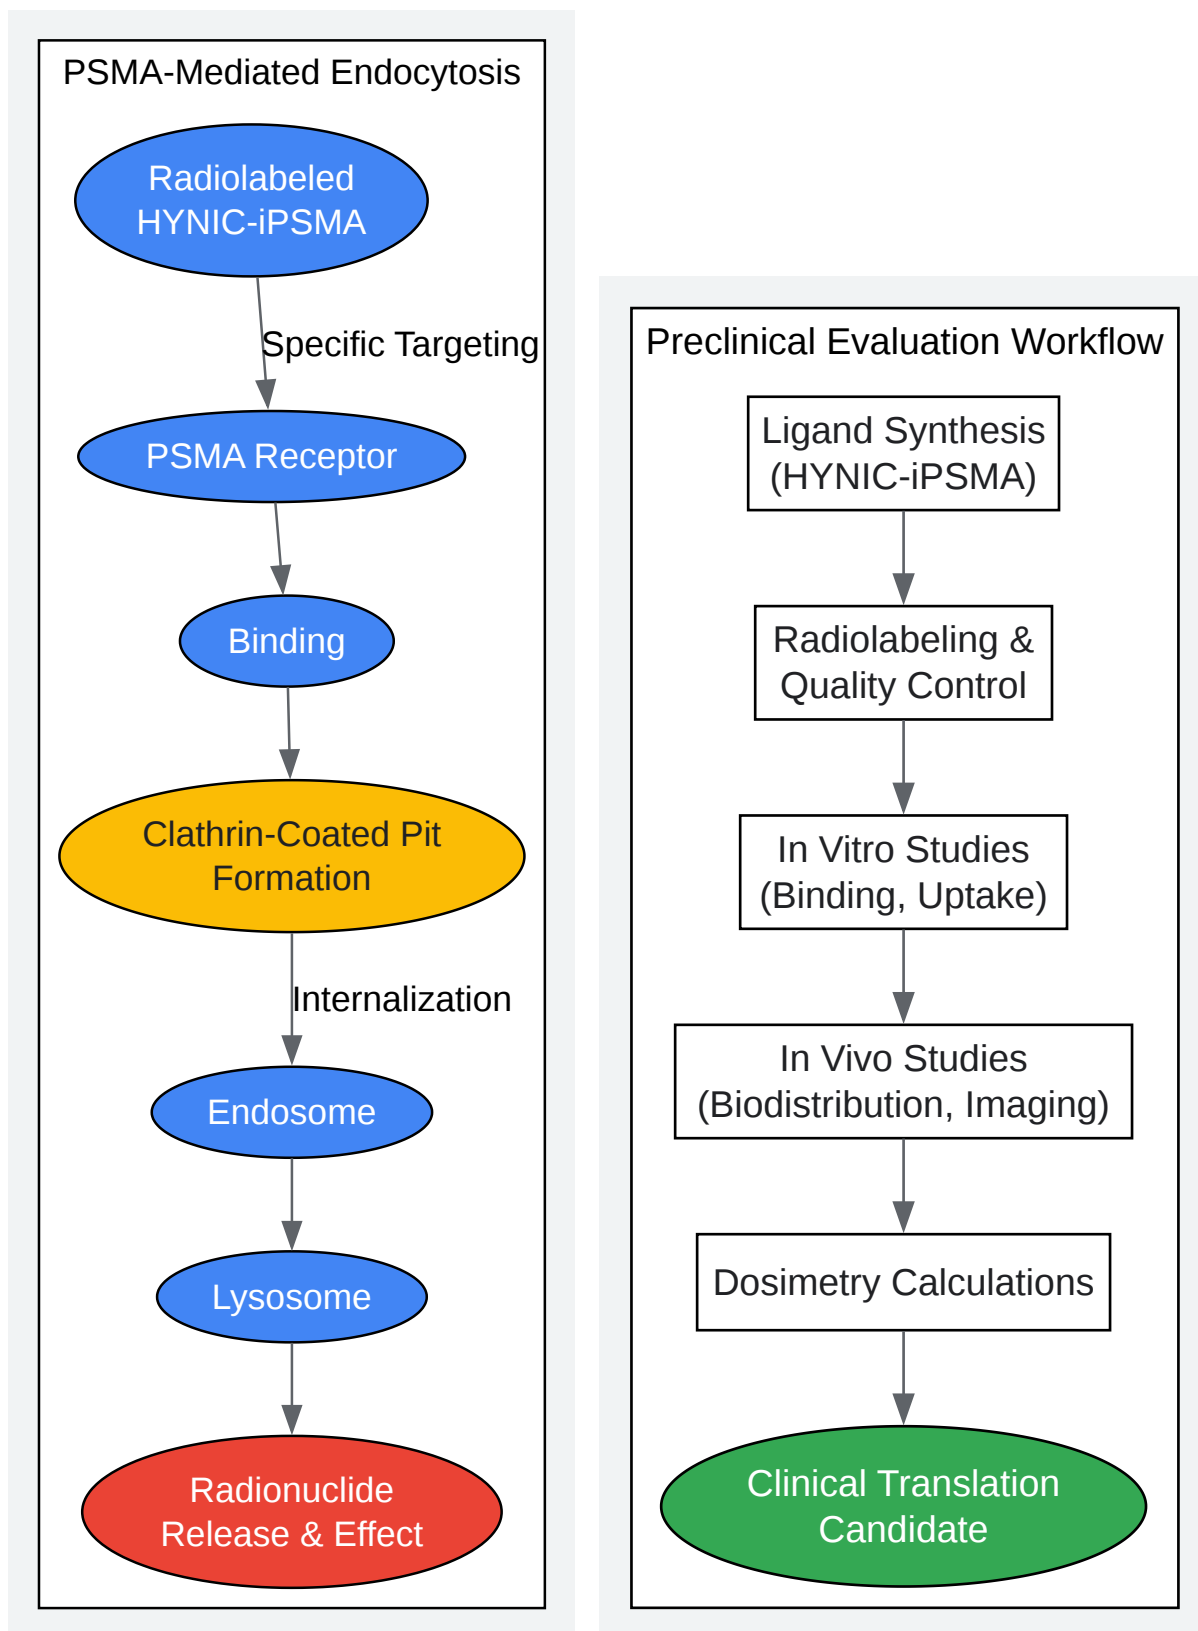 PSMA-Mediated Endocytosis
Radiolabeled
HYNIC-iPSMA
Specific Targeting
PSMA Receptor
Binding
Clathrin-Coated Pit
Formation
Internalization
Endosome
Lysosome
Radionuclide
Release & Effect
Preclinical Evaluation Workflow
Ligand Synthesis
(HYNIC-iPSMA)
Radiolabeling &
Quality Control
In Vitro Studies
(Binding, Uptake)
In Vivo Studies
(Biodistribution, Imaging)
Dosimetry Calculations
Clinical Translation
Candidate